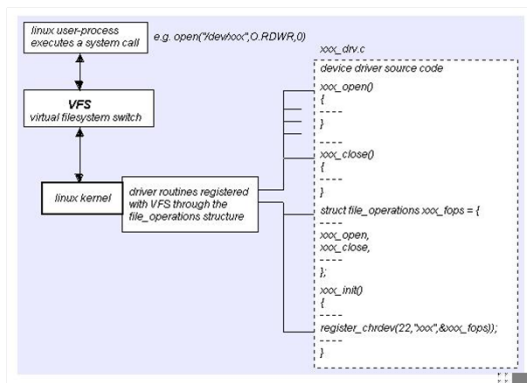 linux user-process
executes a system call
e.g. open("/dev/xxx",O.RDWR,0)
VFS
virtual filesystem switch
linux kernel
driver routines registered
with VFS through the
file_operations structure
xxx_drv.c
device driver source code
xxx_open()
{
----
}
----
xxx_close()
{
----
}
struct file_operations xxx_fops = {
----
xxx_open,
xxx_close,
----
};
xxx_init()
{
----
register_chrdev(22,"xxx",&xxx_fops));
----
}